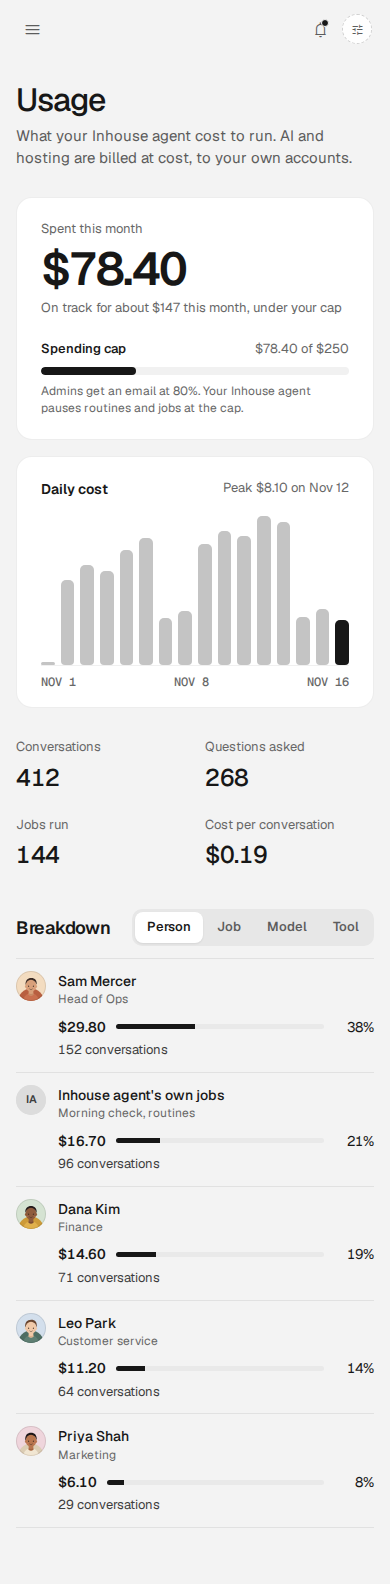 Usage
What your Inhouse agent cost to run. AI and
hosting are billed at cost, to your own accounts.
Spent this month
$78.40
On track for about $147 this month, under your cap
Spending cap $78.40 of $250
Admins get an email at 80%. Your Inhouse agent
pauses routines and jobs at the cap.
Daily cost Peak $8.10 on Nov 12
NOV 1 NOV 8 NOV 16
Conversations Questions asked
412 268
Jobs run Cost per conversation
144 $0.19
Breakdown Person Job Model Tool
Sam Mercer
Head of Ops
$29.80 38%
152 conversations
IA Inhouse agent's own jobs
Morning check, routines
$16.70 21%
96 conversations
Dana Kim
Finance
$14.60 19%
71 conversations
Leo Park
Customer service
$11.20 14%
64 conversations
Priya Shah
Marketing
$6.10 8%
29 conversations